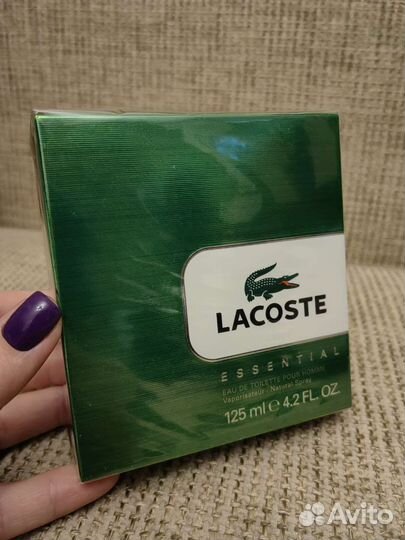 LACOSTE
ESSENTIAL
EAU DE TOILETTE POUR HOMME
Vaporisateur - Natural Spray
125 ml e 4.2 FL. OZ.
Avito